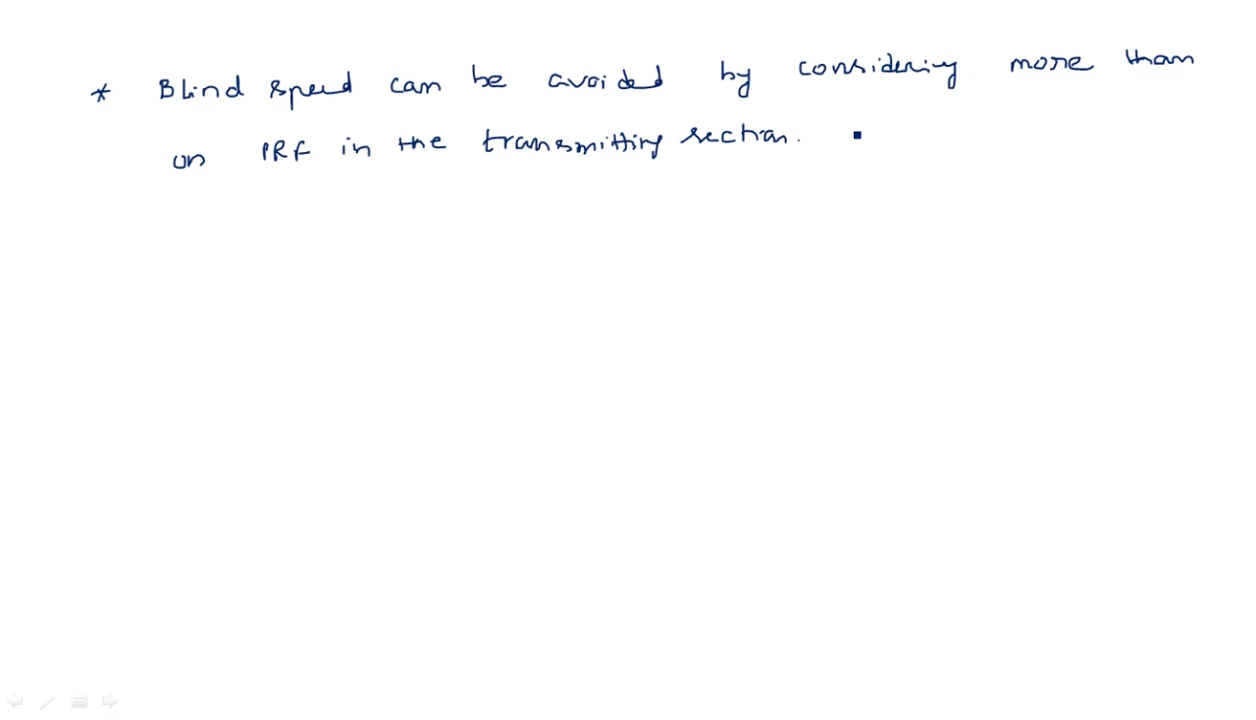 * Blind speed can be avoided by considering more than
on PRF in the transmitting section.